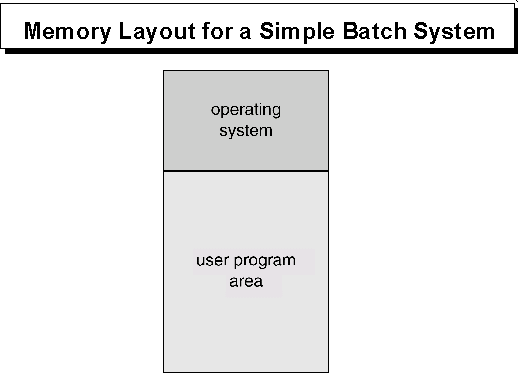 Memory Layout for a Simple Batch System
operating
system
user program
area